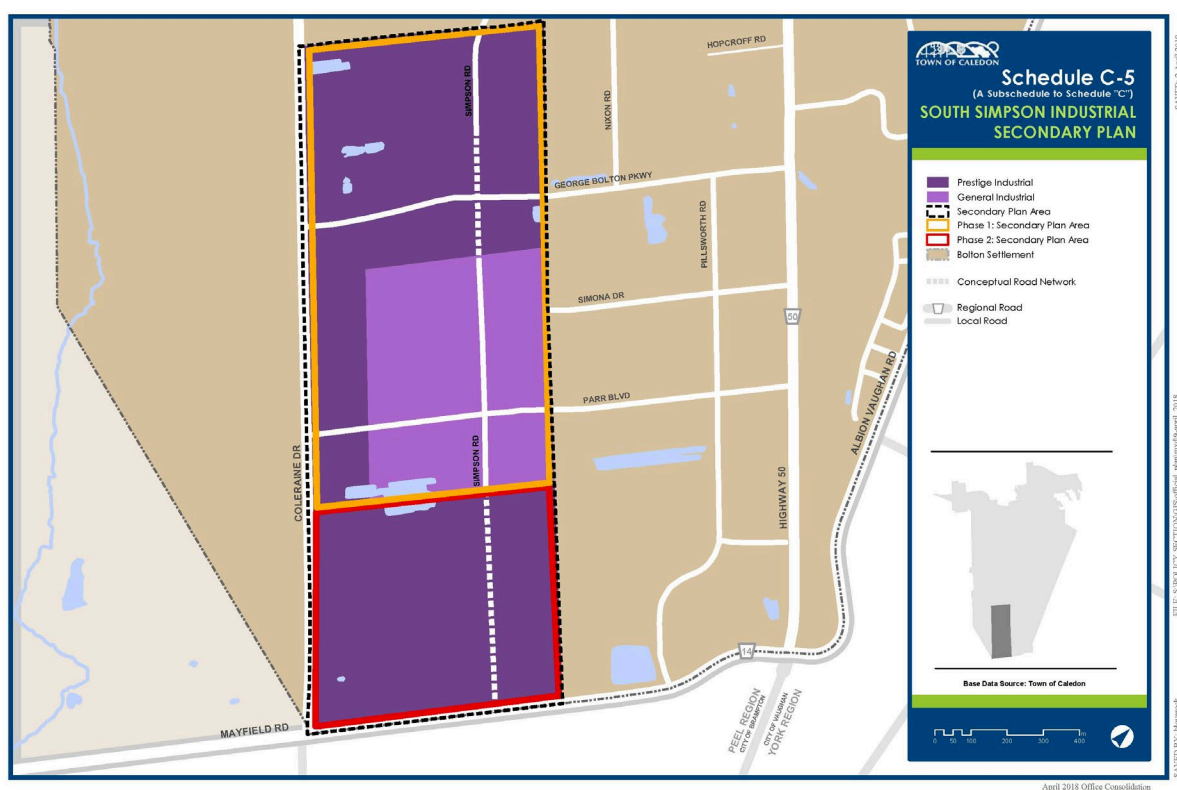 TOWN OF CALEDON
Schedule C-5
(A Subschedule to Schedule "C")
SOUTH SIMPSON INDUSTRIAL
SECONDARY PLAN
Prestige Industrial
General Industrial
Secondary Plan Area
Phase 1: Secondary Plan Area
Phase 2: Secondary Plan Area
Bolton Settlement
Conceptual Road Network
Regional Road
Local Road
Base Data Source: Town of Caledon
0 50 100 200 300 400
m
HOPCROFF RD
SIMPSON RD
NIXON RD
GEORGE BOLTON PKWY
PILLSWORTH RD
SIMONA DR
50
ALBION VAUGHAN RD
PARR BLVD
SIMPSON RD
COLERAINE DR
HIGHWAY 50
14
MAYFIELD RD
PEEL REGION
CITY OF BRAMPTON
CITY OF VAUGHAN
YORK REGION
April 2018 Office Consolidation